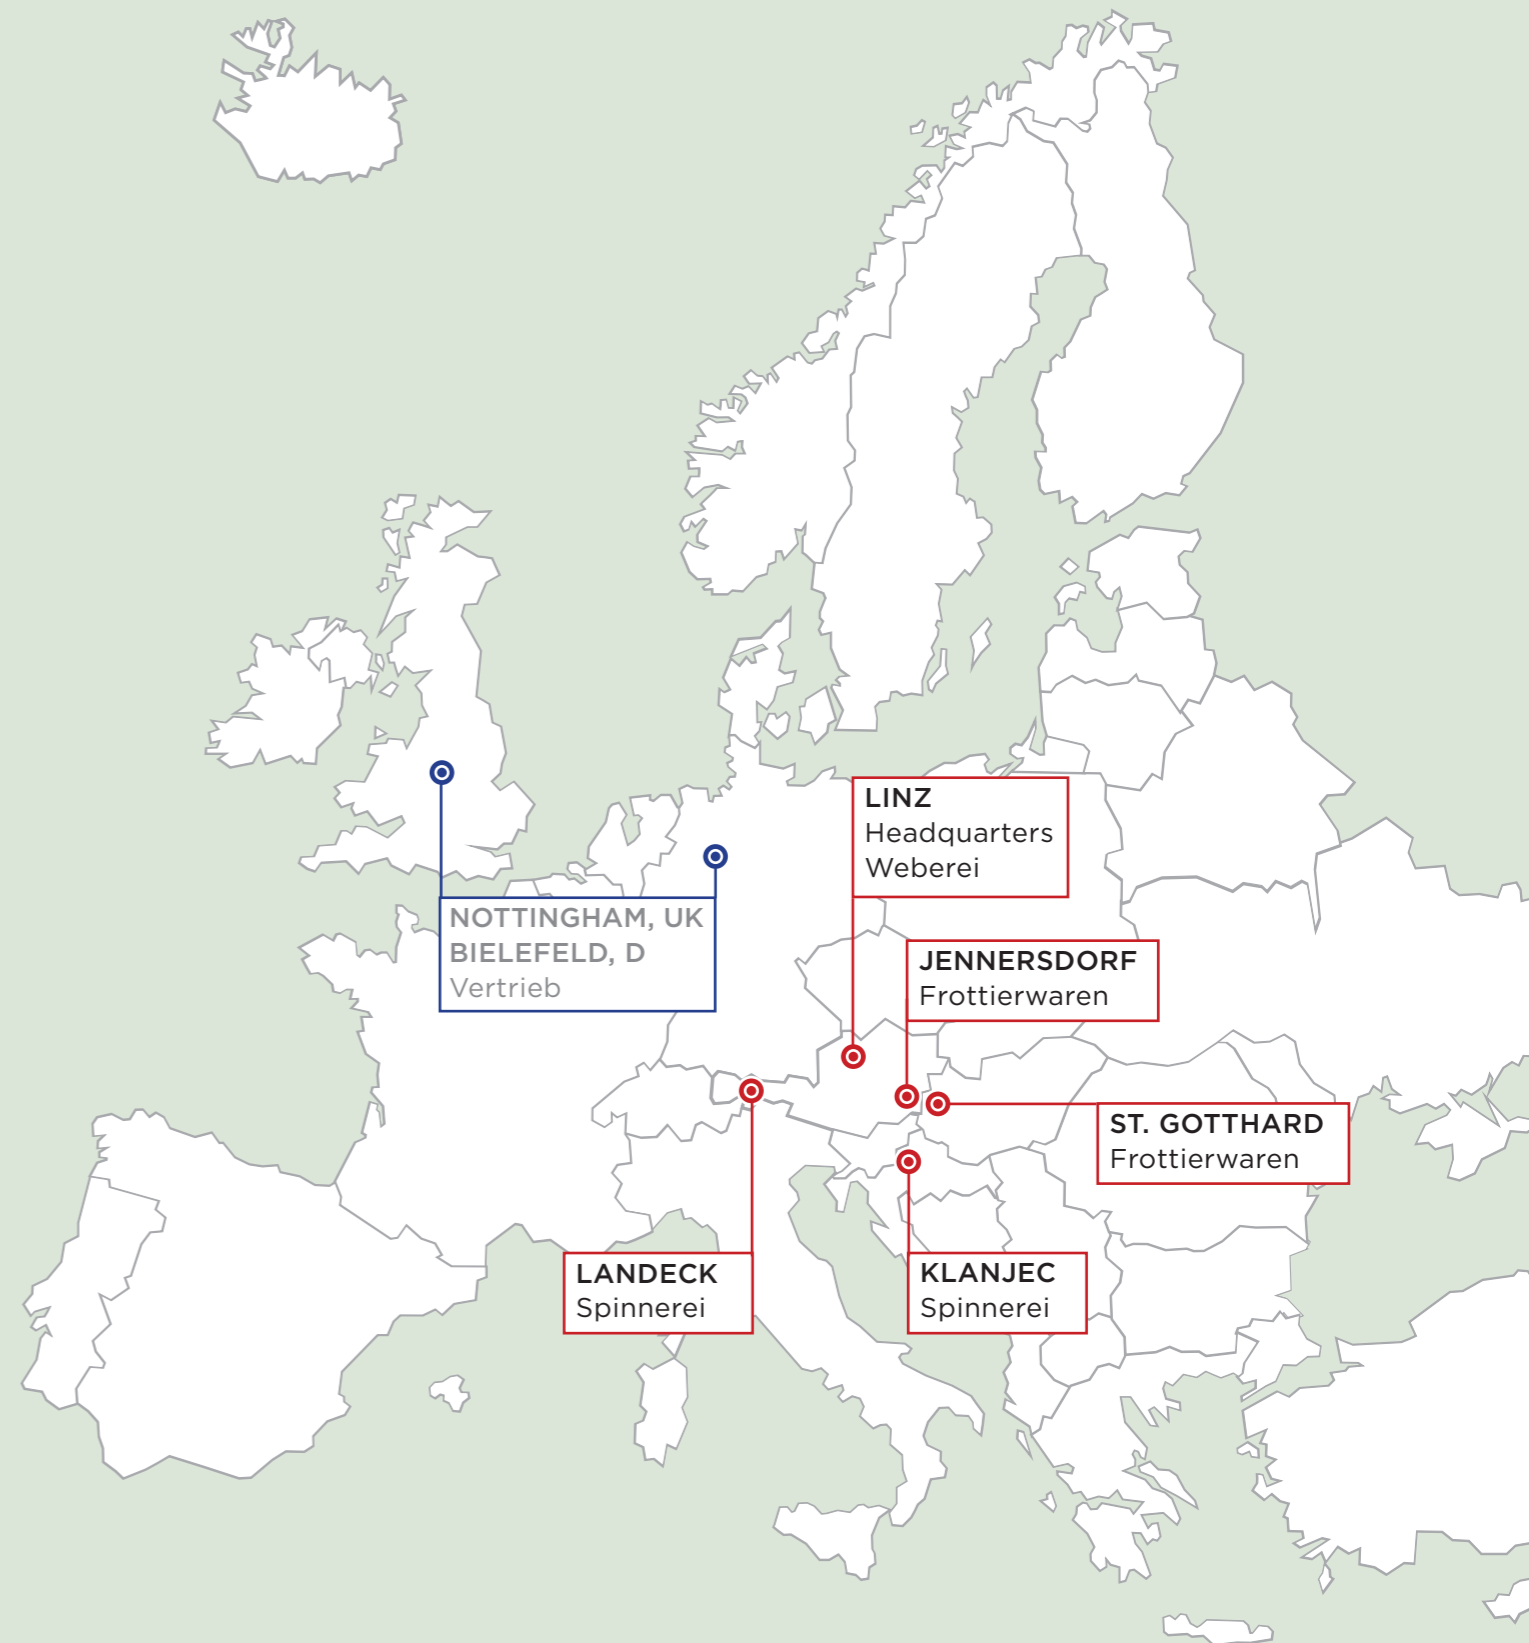 LINZ
Headquarters
Weberei
NOTTINGHAM, UK
BIELEFELD, D
Vertrieb
JENNERSDORF
Frottierwaren
ST. GOTTHARD
Frottierwaren
LANDECK
Spinnerei
KLANJEC
Spinnerei